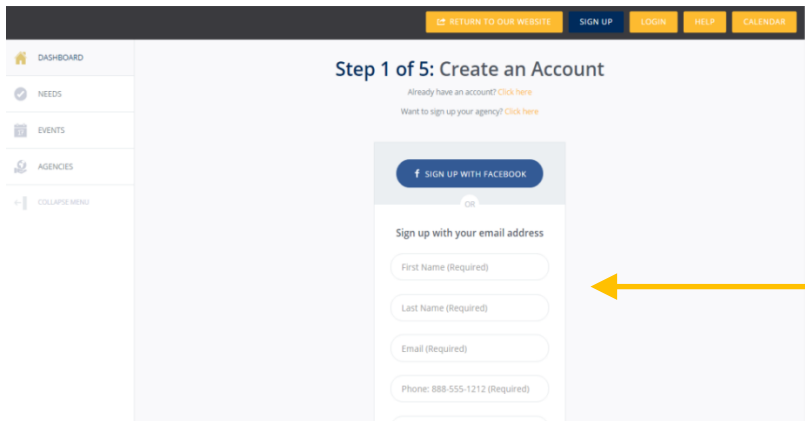 RETURN TO OUR WEBSITE SIGN UP LOGIN HELP CALENDAR
DASHBOARD
NEEDS
EVENTS
AGENCIES
COLLAPSE MENU
Step 1 of 5: Create an Account
Already have an account? Click here
Want to sign up your agency? Click here
f SIGN UP WITH FACEBOOK
OR
Sign up with your email address
First Name (Required)
Last Name (Required)
Email (Required)
Phone: 888-555-1212 (Required)